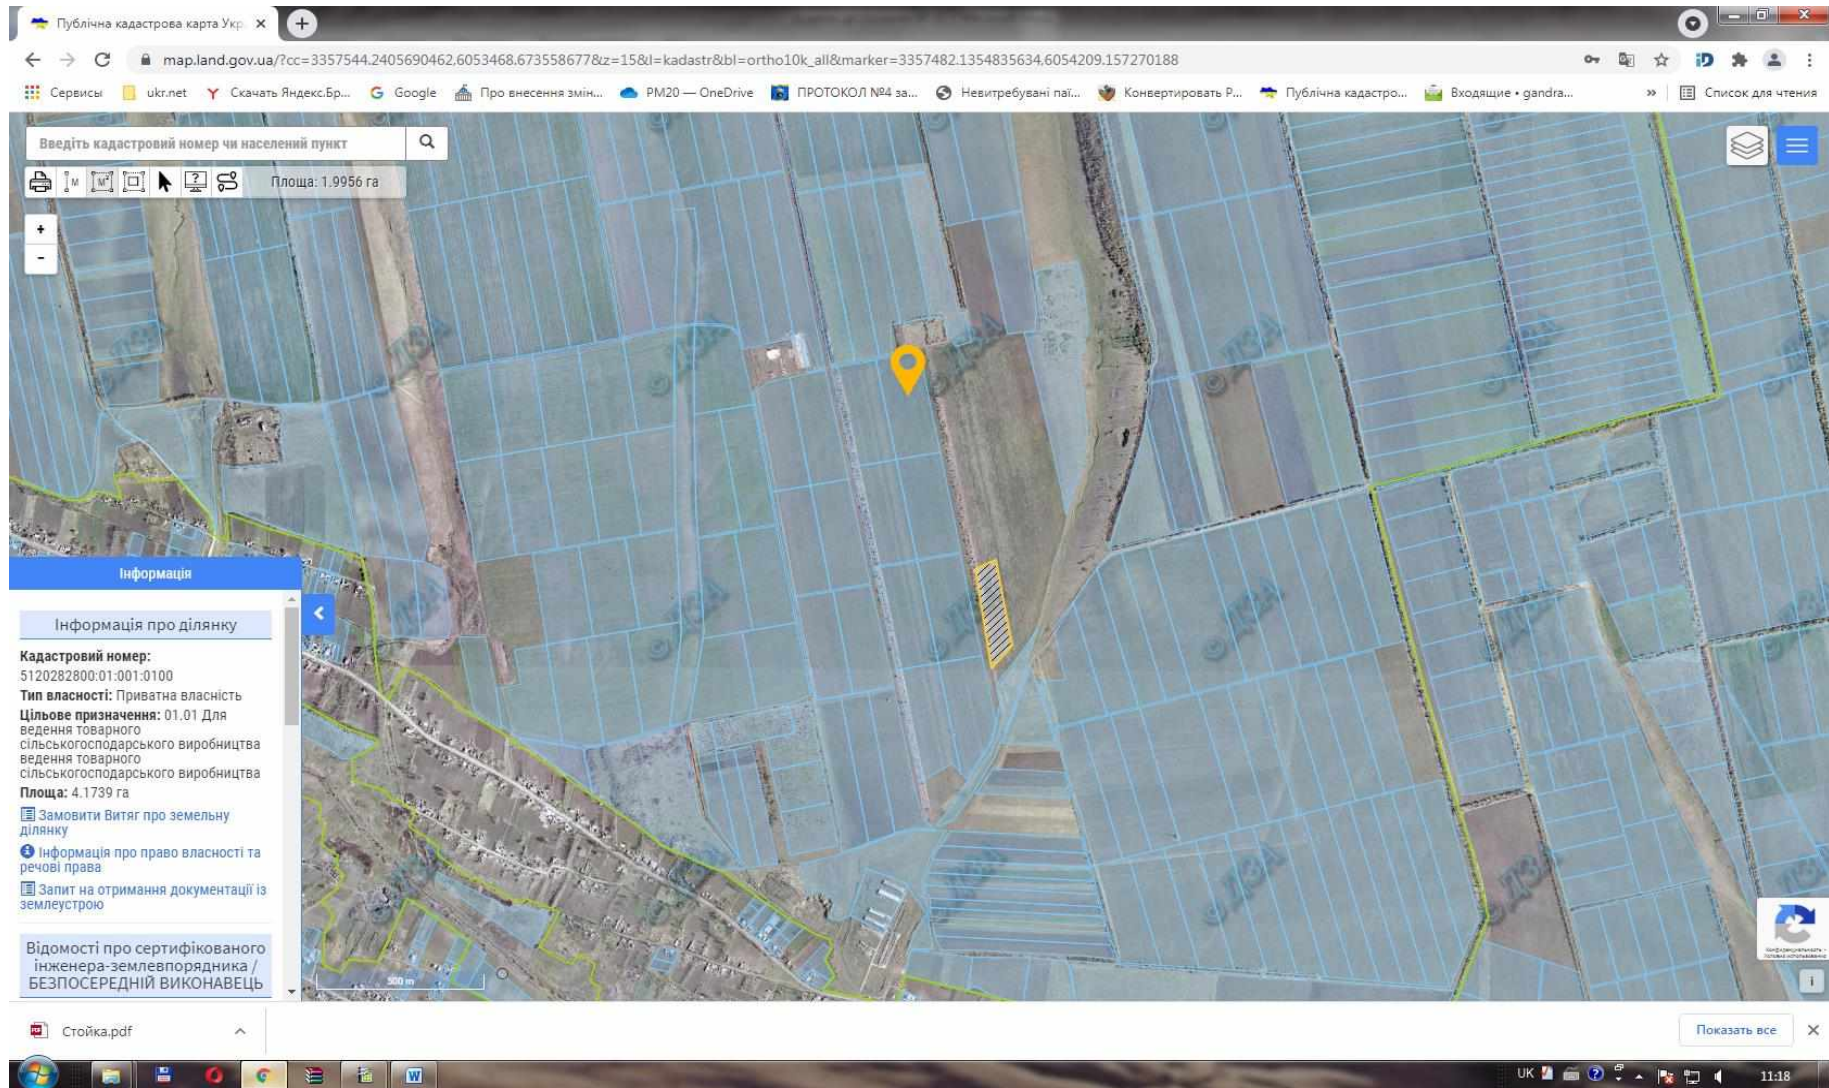 Публічна кадастрова карта Укр
map.land.gov.ua/?cc=3357544.2405690462,6053468.673558677&z=15&l=kadastr&bl=ortho10k_all&marker=3357482.1354835634,6054209.157270188
Сервисы ukr.net Скачать Яндекс.Бр... Google Про внесення змін... PM20 — OneDrive ПРОТОКОЛ №4 за... Невитребувані паї... Конвертировать P... Публічна кадастро... Входящие • gandra... » Список для чтения
Введіть кадастровий номер чи населений пункт
Площа: 1.9956 га
+
-
© ДЗА
Інформація
Інформація про ділянку
Кадастровий номер:
5120282800:01:001:0100
Тип власності: Приватна власність
Цільове призначення: 01.01 Для
ведення товарного
сільськогосподарського виробництва
ведення товарного
сільськогосподарського виробництва
Площа: 4.1739 га
Замовити Витяг про земельну
ділянку
Інформація про право власності та
речові права
Запит на отримання документації із
землеустрою
Відомості про сертифікованого
інженера-землевпорядника /
БЕЗПОСЕРЕДНІЙ ВИКОНАВЕЦЬ
500 m
Конфиденциальность -
Условия использования
i
Стойка.pdf
Показать все
UK
11:18